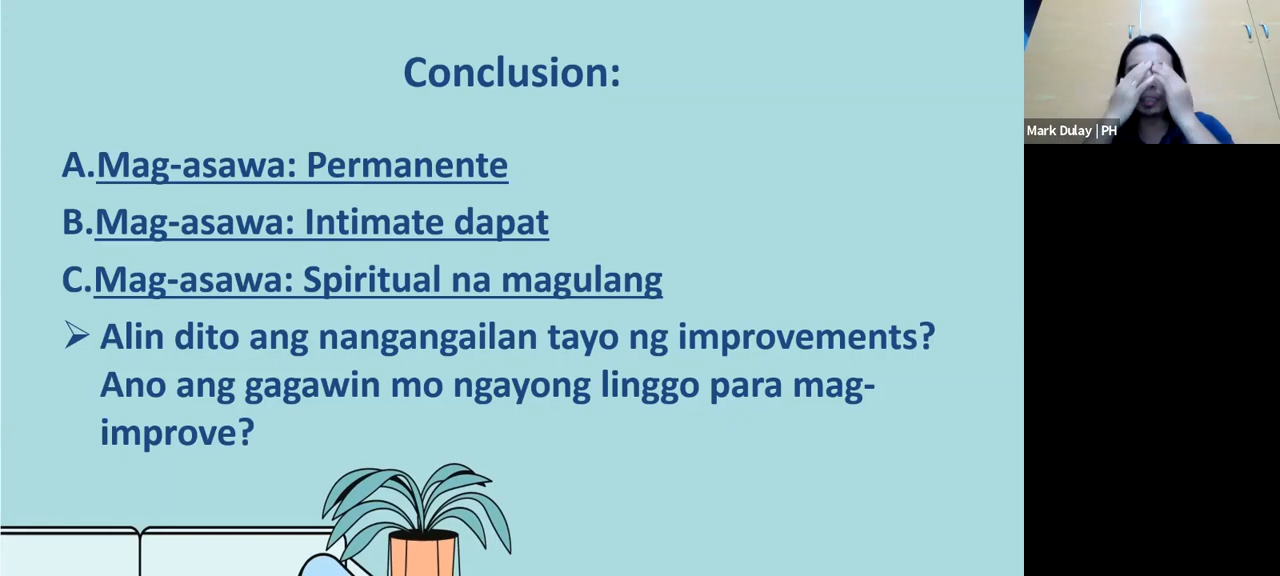 Conclusion:
A.Mag-asawa: Permanente
B.Mag-asawa: Intimate dapat
C.Mag-asawa: Spiritual na magulang
➢ Alin dito ang nangangailan tayo ng improvements?
Ano ang gagawin mo ngayong linggo para mag-
improve?
Mark Dulay | PH